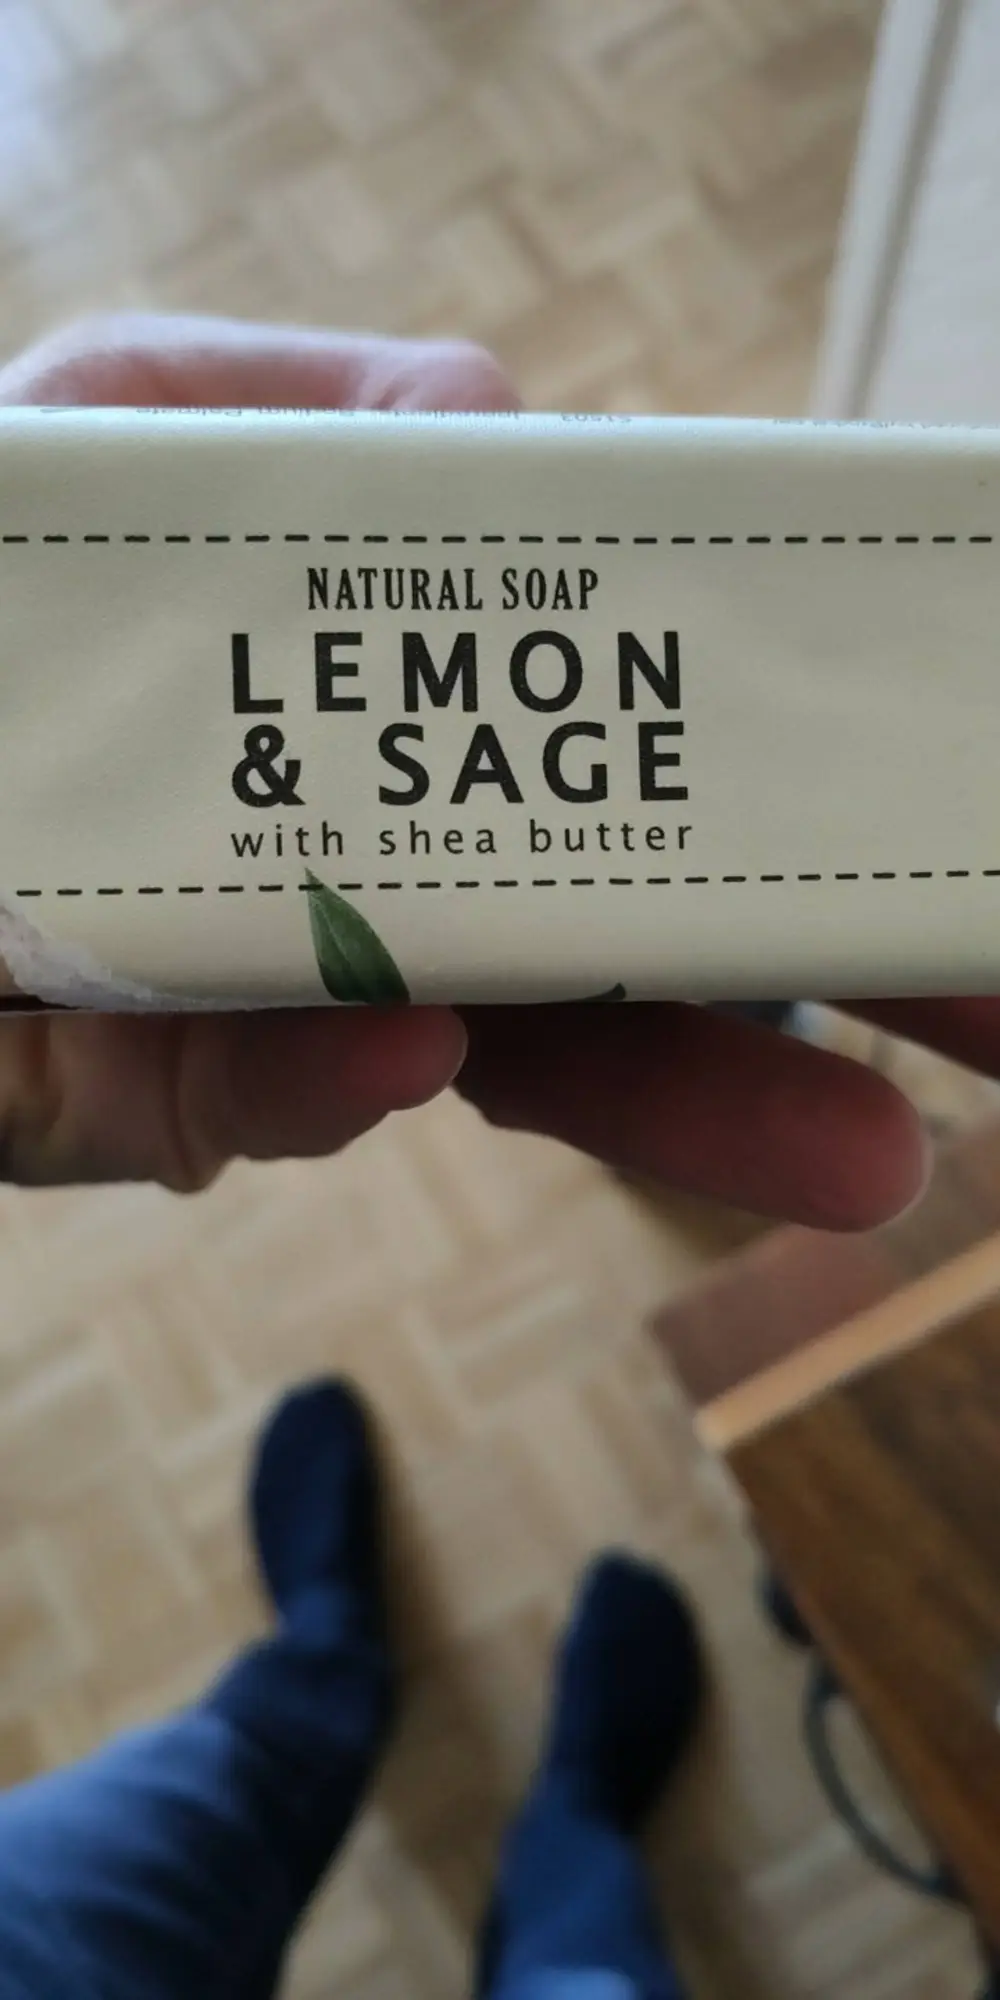 NATURAL SOAP
LEMON
& SAGE
with shea butter